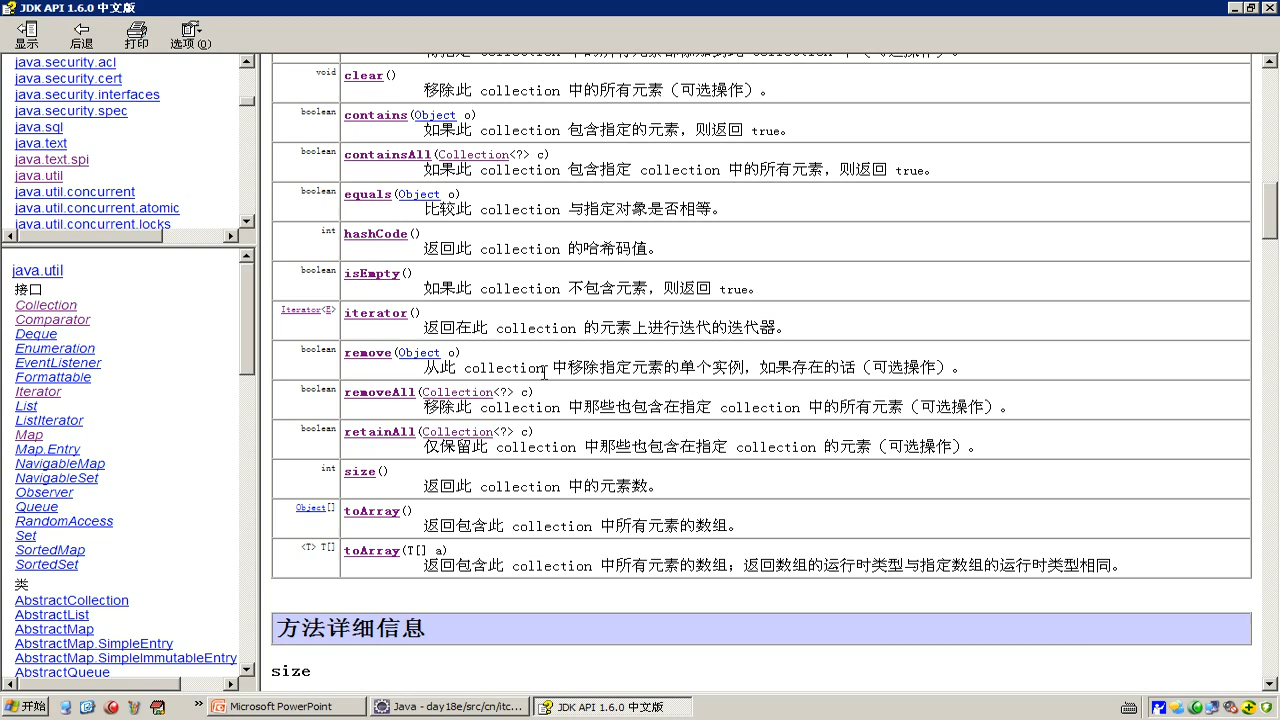 JDK API 1.6.0 中文版
显示 后退 打印 选项(O)
java.security.acl
java.security.cert
java.security.interfaces
java.security.spec
java.sql
java.text
java.text.spi
java.util
java.util.concurrent
java.util.concurrent.atomic
java.util.concurrent.locks
java.util
接口
Collection
Comparator
Deque
Enumeration
EventListener
Formattable
Iterator
List
ListIterator
Map
Map.Entry
NavigableMap
NavigableSet
Observer
Queue
RandomAccess
Set
SortedMap
SortedSet
类
AbstractCollection
AbstractList
AbstractMap
AbstractMap.SimpleEntry
AbstractMap.SimpleImmutableEntry
AbstractQueue
void clear()
移除此 collection 中的所有元素（可选操作）。
boolean contains(Object o)
如果此 collection 包含指定的元素，则返回 true。
boolean containsAll(Collection<?> c)
如果此 collection 包含指定 collection 中的所有元素，则返回 true。
boolean equals(Object o)
比较此 collection 与指定对象是否相等。
int hashCode()
返回此 collection 的哈希码值。
boolean isEmpty()
如果此 collection 不包含元素，则返回 true。
Iterator<E> iterator()
返回在此 collection 的元素上进行迭代的迭代器。
boolean remove(Object o)
从此 collection 中移除指定元素的单个实例，如果存在的话（可选操作）。
boolean removeAll(Collection<?> c)
移除此 collection 中那些也包含在指定 collection 中的所有元素（可选操作）。
boolean retainAll(Collection<?> c)
仅保留此 collection 中那些也包含在指定 collection 的元素（可选操作）。
int size()
返回此 collection 中的元素数。
Object[] toArray()
返回包含此 collection 中所有元素的数组。
<T> T[] toArray(T[] a)
返回包含此 collection 中所有元素的数组；返回数组的运行时类型与指定数组的运行时类型相同。
方法详细信息
size
开始 » Microsoft PowerPoint Java - day18e/src/cn/itc... JDK API 1.6.0 中文版